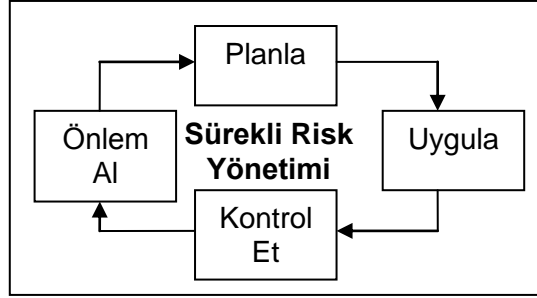 Planla
Önlem
Al
Sürekli Risk
Yönetimi
Uygula
Kontrol
Et